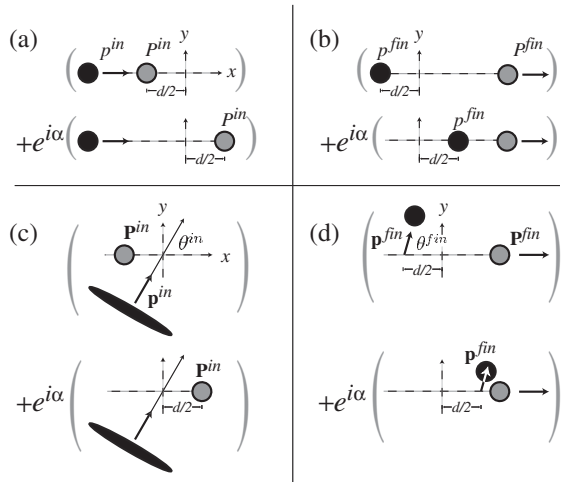 (a)
p^{in} P^{in} y
x
d/2
+e^{iα}
P^{in}
d/2
(b)
p^{fin} y P^{fin}
d/2
+e^{iα}
p^{fin}
d/2
(c)
y
P^{in} θ^{in}
x
p^{in}
+e^{iα}
P^{in}
d/2
(d)
y
p^{fin} θ^{fin} P^{fin}
d/2
+e^{iα}
p^{fin}
d/2